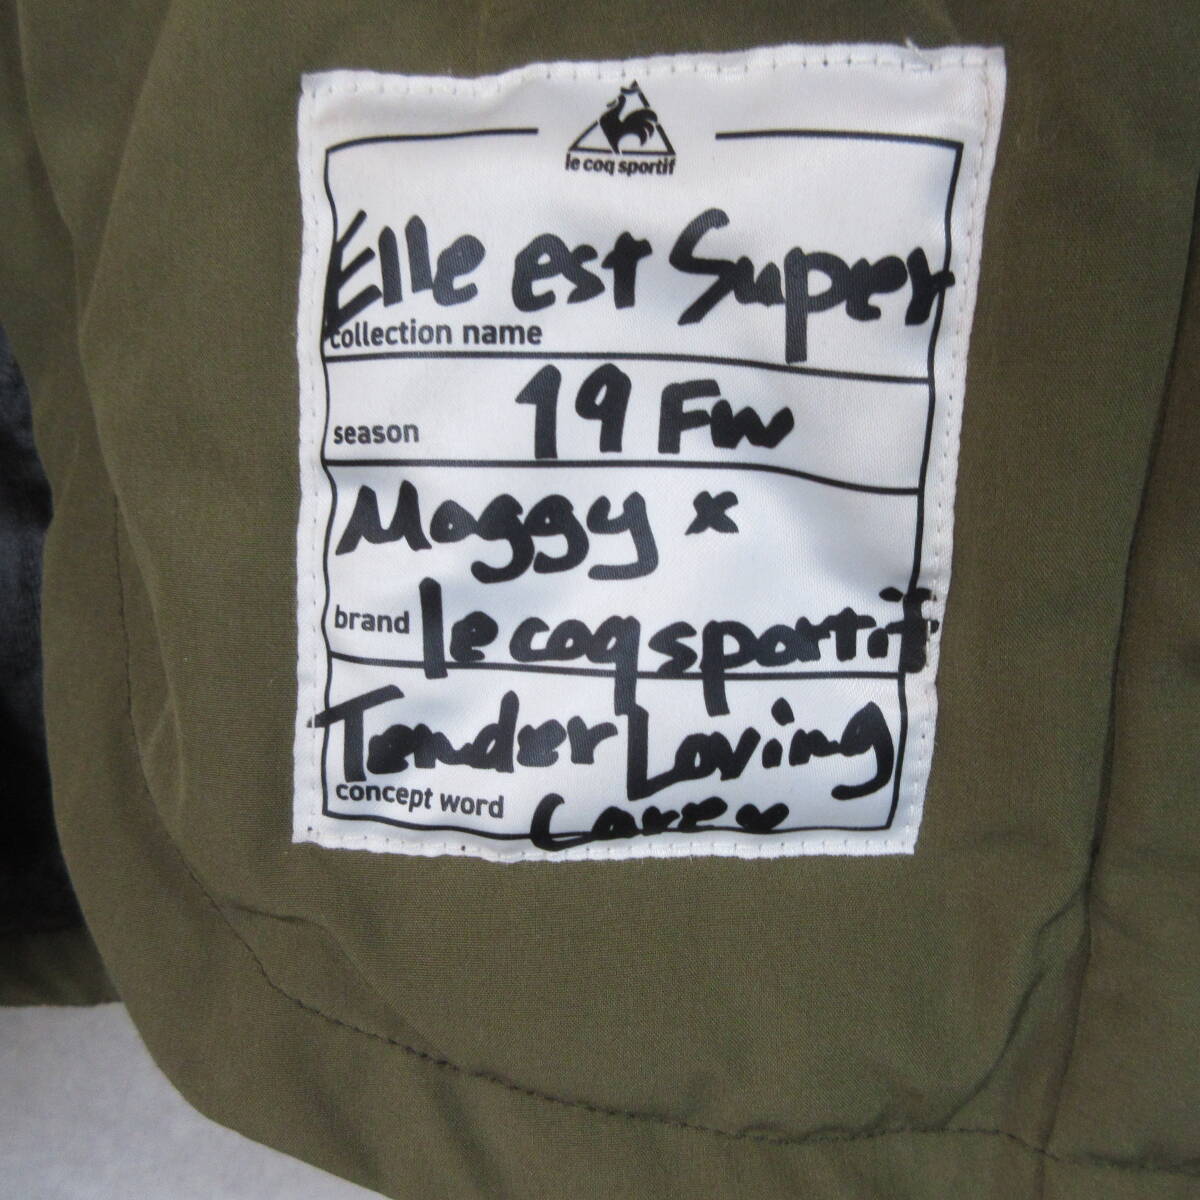 le coq sportif
Elle est Super
collection name
season 19 FW
Maggy x
brand le coq sportif
Tender Loving
concept word Care